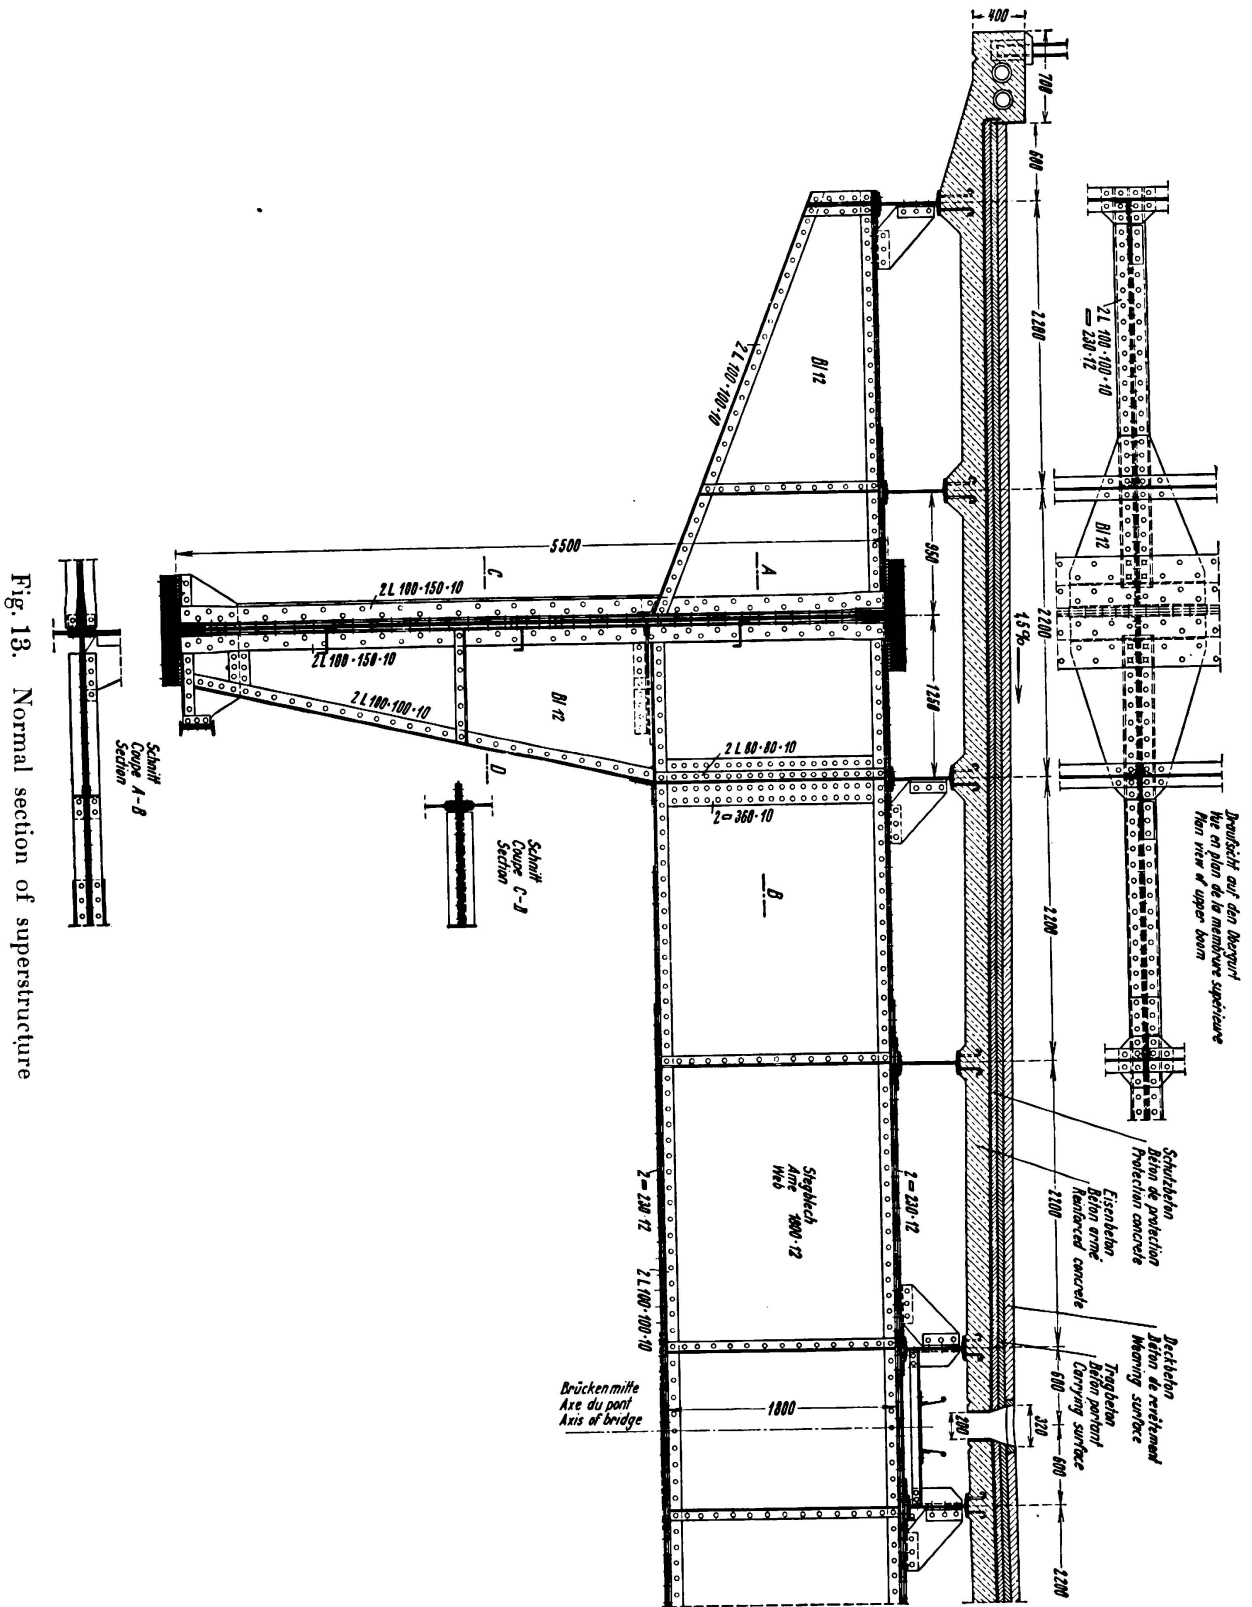 400
700
600
2200
2200
2200
2200
600
600
2200
320
200
1,5%
950
1250
2 L 100·100·10
= 230·12
Bl 12
Draufsicht auf den Obergurt
Vue en plan de la membrure supérieure
Plan view of upper boom
Schutzbeton
Béton de protection
Protection concrete
Eisenbeton
Béton armé
Reinforced concrete
Deckbeton
Béton de revêtement
Wearing surface
Tragbeton
Béton portant
Carrying surface
Bl 12
2 L 100·100·10
5500
A
B
C
D
2 L 100·150·10
2 L 100·150·10
2 L 100·100·10
Bl 12
2 L 80·80·10
2 = 360·10
2 = 230·12
Stegblech
Ame 1800·12
Web
2 = 230·12
2 L 100·100·10
1800
Brückenmitte
Axe du pont
Axis of bridge
Schnitt
Coupe A-B
Section
Schnitt
Coupe C-D
Section
Fig. 13. Normal section of superstructure